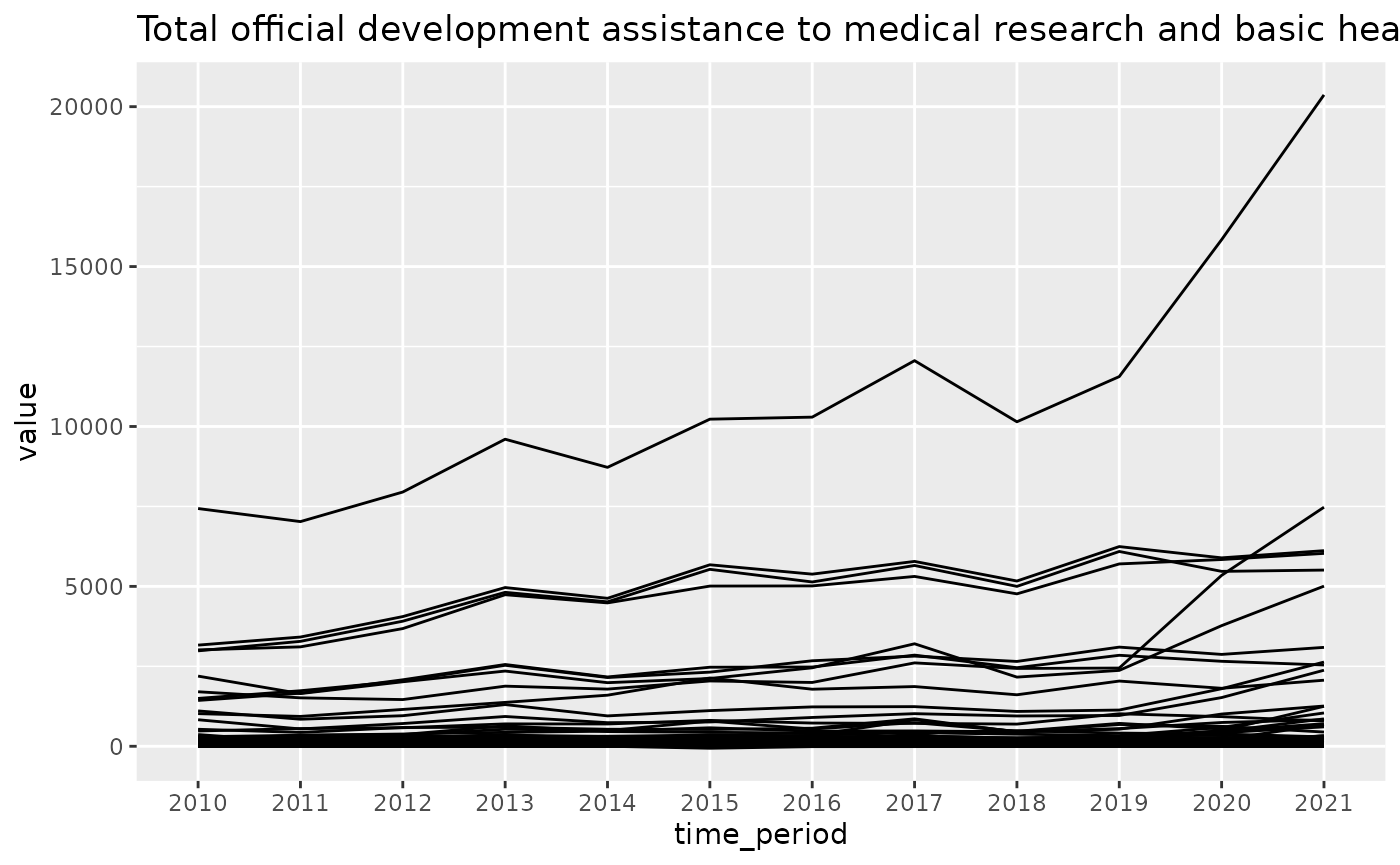 Total official development assistance to medical research and basic hea
20000
15000
10000
5000
0
value
2010 2011 2012 2013 2014 2015 2016 2017 2018 2019 2020 2021
time_period